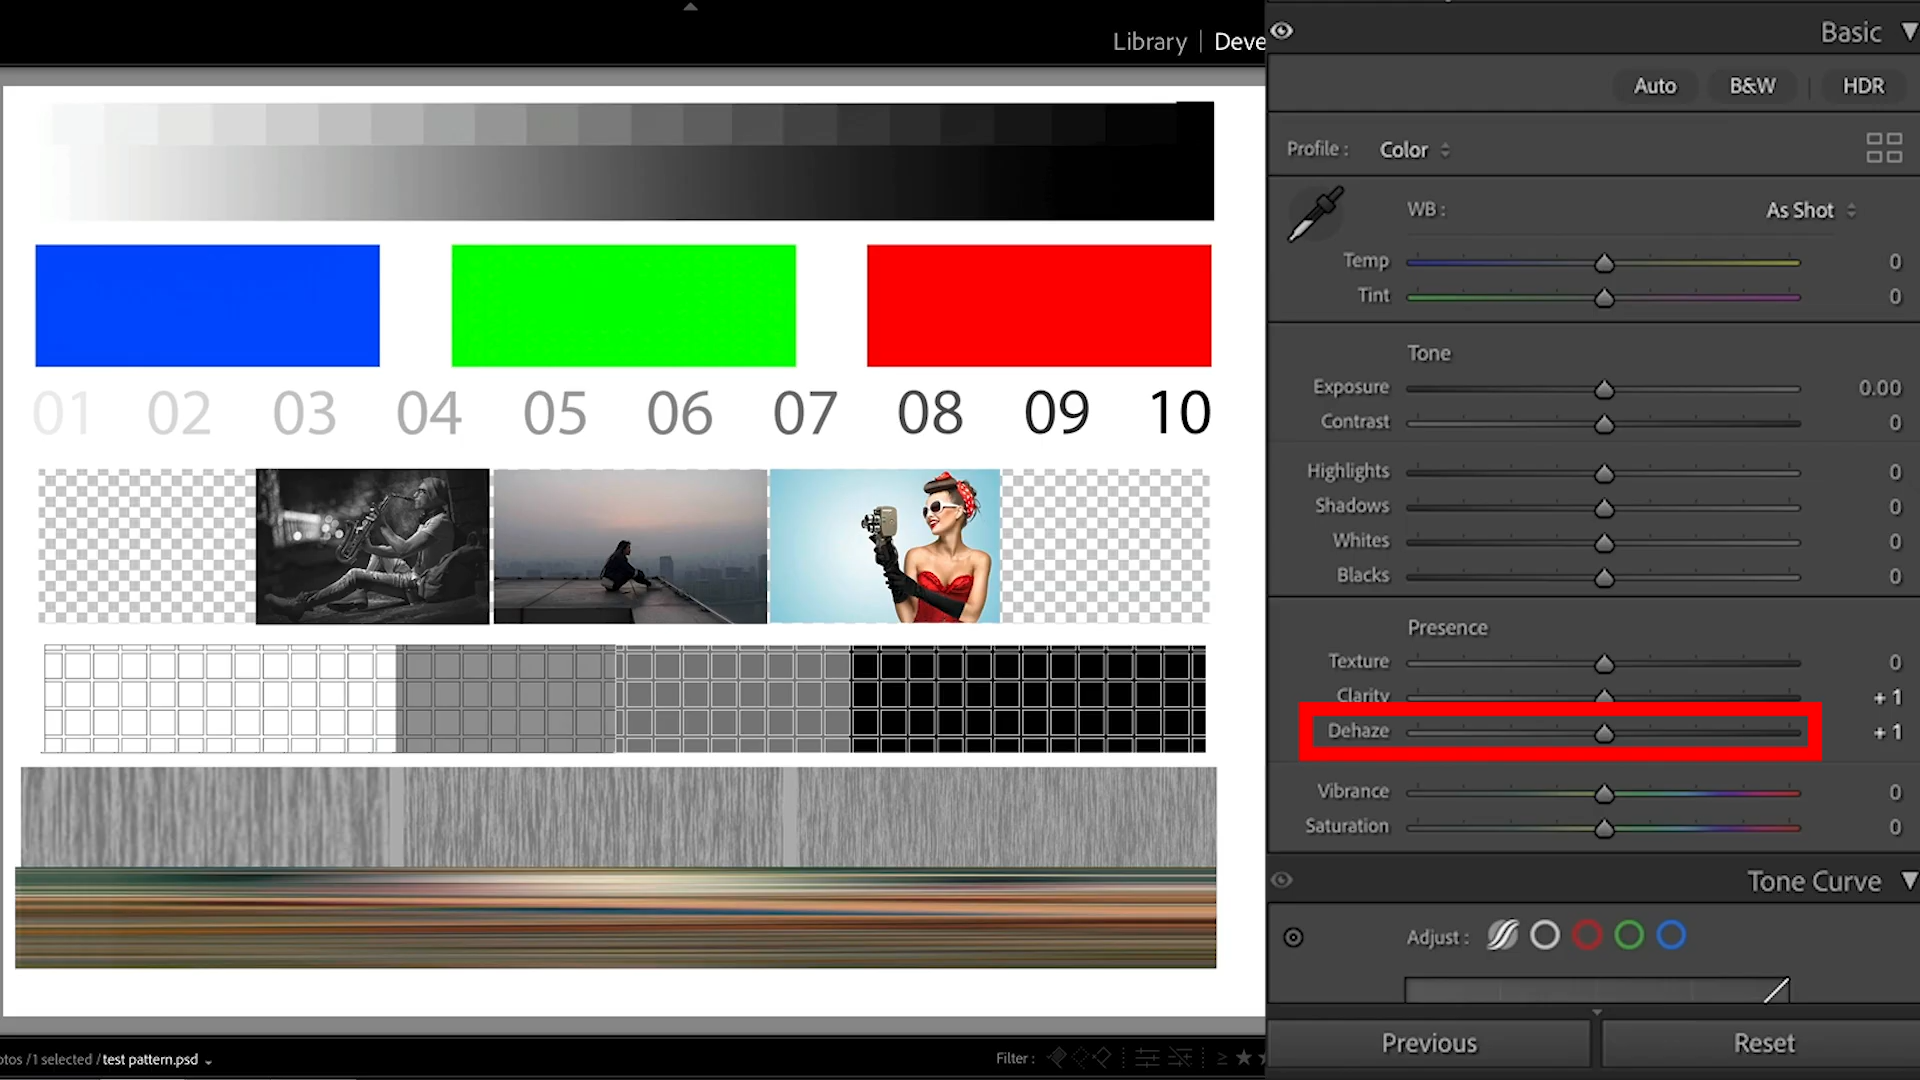 Library | Deve
Basic
Auto B&W HDR
Profile : Color
WB : As Shot
Temp 0
Tint 0
Tone
Exposure 0.00
Contrast 0
Highlights 0
Shadows 0
Whites 0
Blacks 0
Presence
Texture 0
Clarity + 1
Dehaze + 1
Vibrance 0
Saturation 0
Tone Curve
Adjust :
Previous Reset
01 02 03 04 05 06 07 08 09 10
otos / 1 selected / test pattern.psd
Filter : ≥